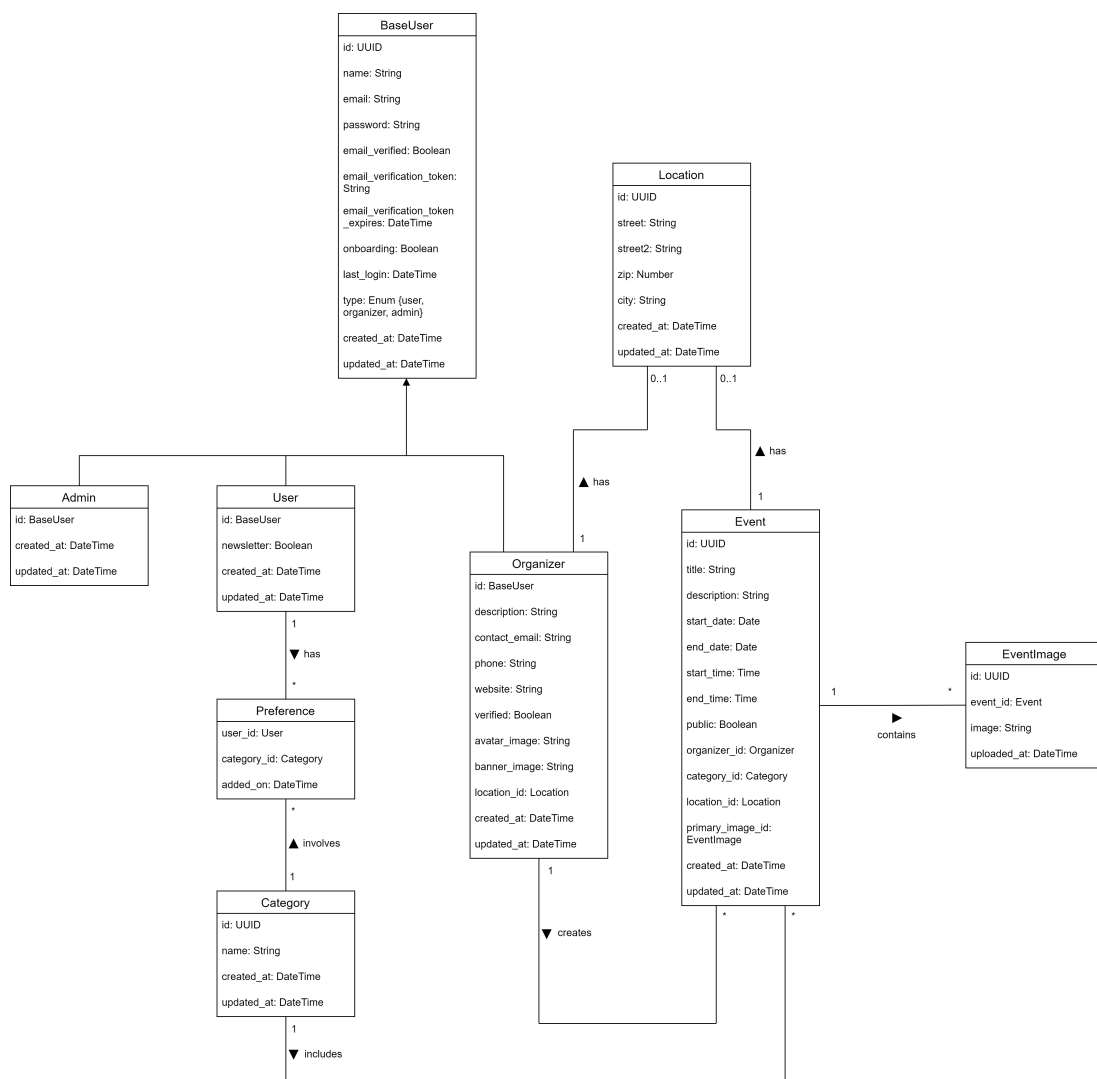 BaseUser
id: UUID
name: String
email: String
password: String
email_verified: Boolean
email_verification_token:
String
email_verification_token
_expires: DateTime
onboarding: Boolean
last_login: DateTime
type: Enum {user,
organizer, admin}
created_at: DateTime
updated_at: DateTime
Location
id: UUID
street: String
street2: String
zip: Number
city: String
created_at: DateTime
updated_at: DateTime
0..1
0..1
▲ has
▲ has
1
1
Admin
id: BaseUser
created_at: DateTime
updated_at: DateTime
User
id: BaseUser
newsletter: Boolean
created_at: DateTime
updated_at: DateTime
1
▼ has
*
Preference
user_id: User
category_id: Category
added_on: DateTime
*
▲ involves
1
Category
id: UUID
name: String
created_at: DateTime
updated_at: DateTime
1
▼ includes
Organizer
id: BaseUser
description: String
contact_email: String
phone: String
website: String
verified: Boolean
avatar_image: String
banner_image: String
location_id: Location
created_at: DateTime
updated_at: DateTime
1
▼ creates
Event
id: UUID
title: String
description: String
start_date: Date
end_date: Date
start_time: Time
end_time: Time
public: Boolean
organizer_id: Organizer
category_id: Category
location_id: Location
primary_image_id:
EventImage
created_at: DateTime
updated_at: DateTime
*
*
1
*
▶
contains
EventImage
id: UUID
event_id: Event
image: String
uploaded_at: DateTime